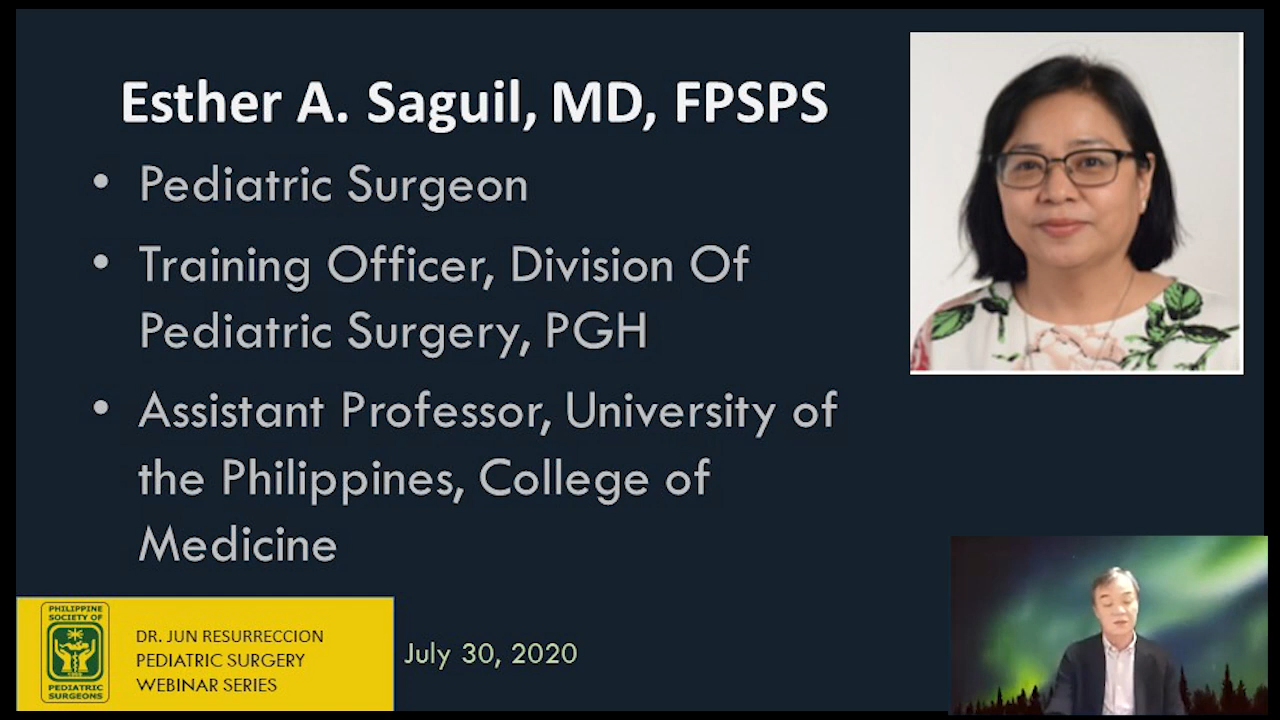 Esther A. Saguil, MD, FPSPS
• Pediatric Surgeon
• Training Officer, Division Of
Pediatric Surgery, PGH
• Assistant Professor, University of
the Philippines, College of
Medicine
PHILIPPINE
SOCIETY OF
PEDIATRIC
SURGEONS
DR. JUN RESURRECCION
PEDIATRIC SURGERY
WEBINAR SERIES
July 30, 2020